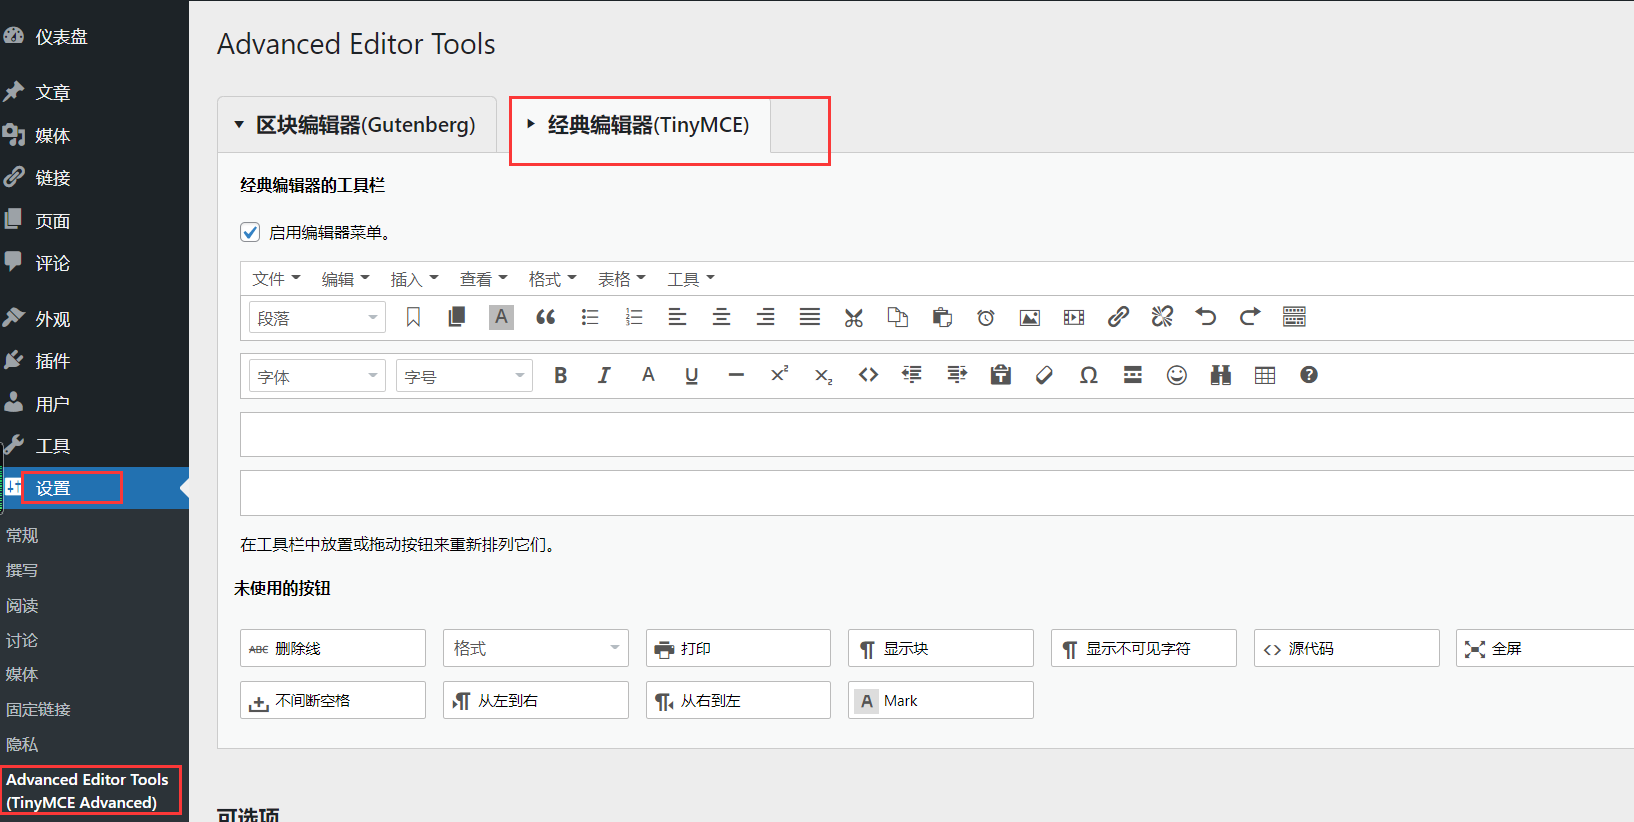 仪表盘
文章
媒体
链接
页面
评论
外观
插件
用户
工具
设置
常规
撰写
阅读
讨论
媒体
固定链接
隐私
Advanced Editor Tools
(TinyMCE Advanced)
Advanced Editor Tools
区块编辑器(Gutenberg) 经典编辑器(TinyMCE)
经典编辑器的工具栏
启用编辑器菜单。
文件 编辑 插入 查看 格式 表格 工具
段落 A
字体 字号 B I A U
在工具栏中放置或拖动按钮来重新排列它们。
未使用的按钮
ABC 删除线 格式 打印 显示块 显示不可见字符 源代码 全屏
不间断空格 从左到右 从右到左 A Mark
可选项